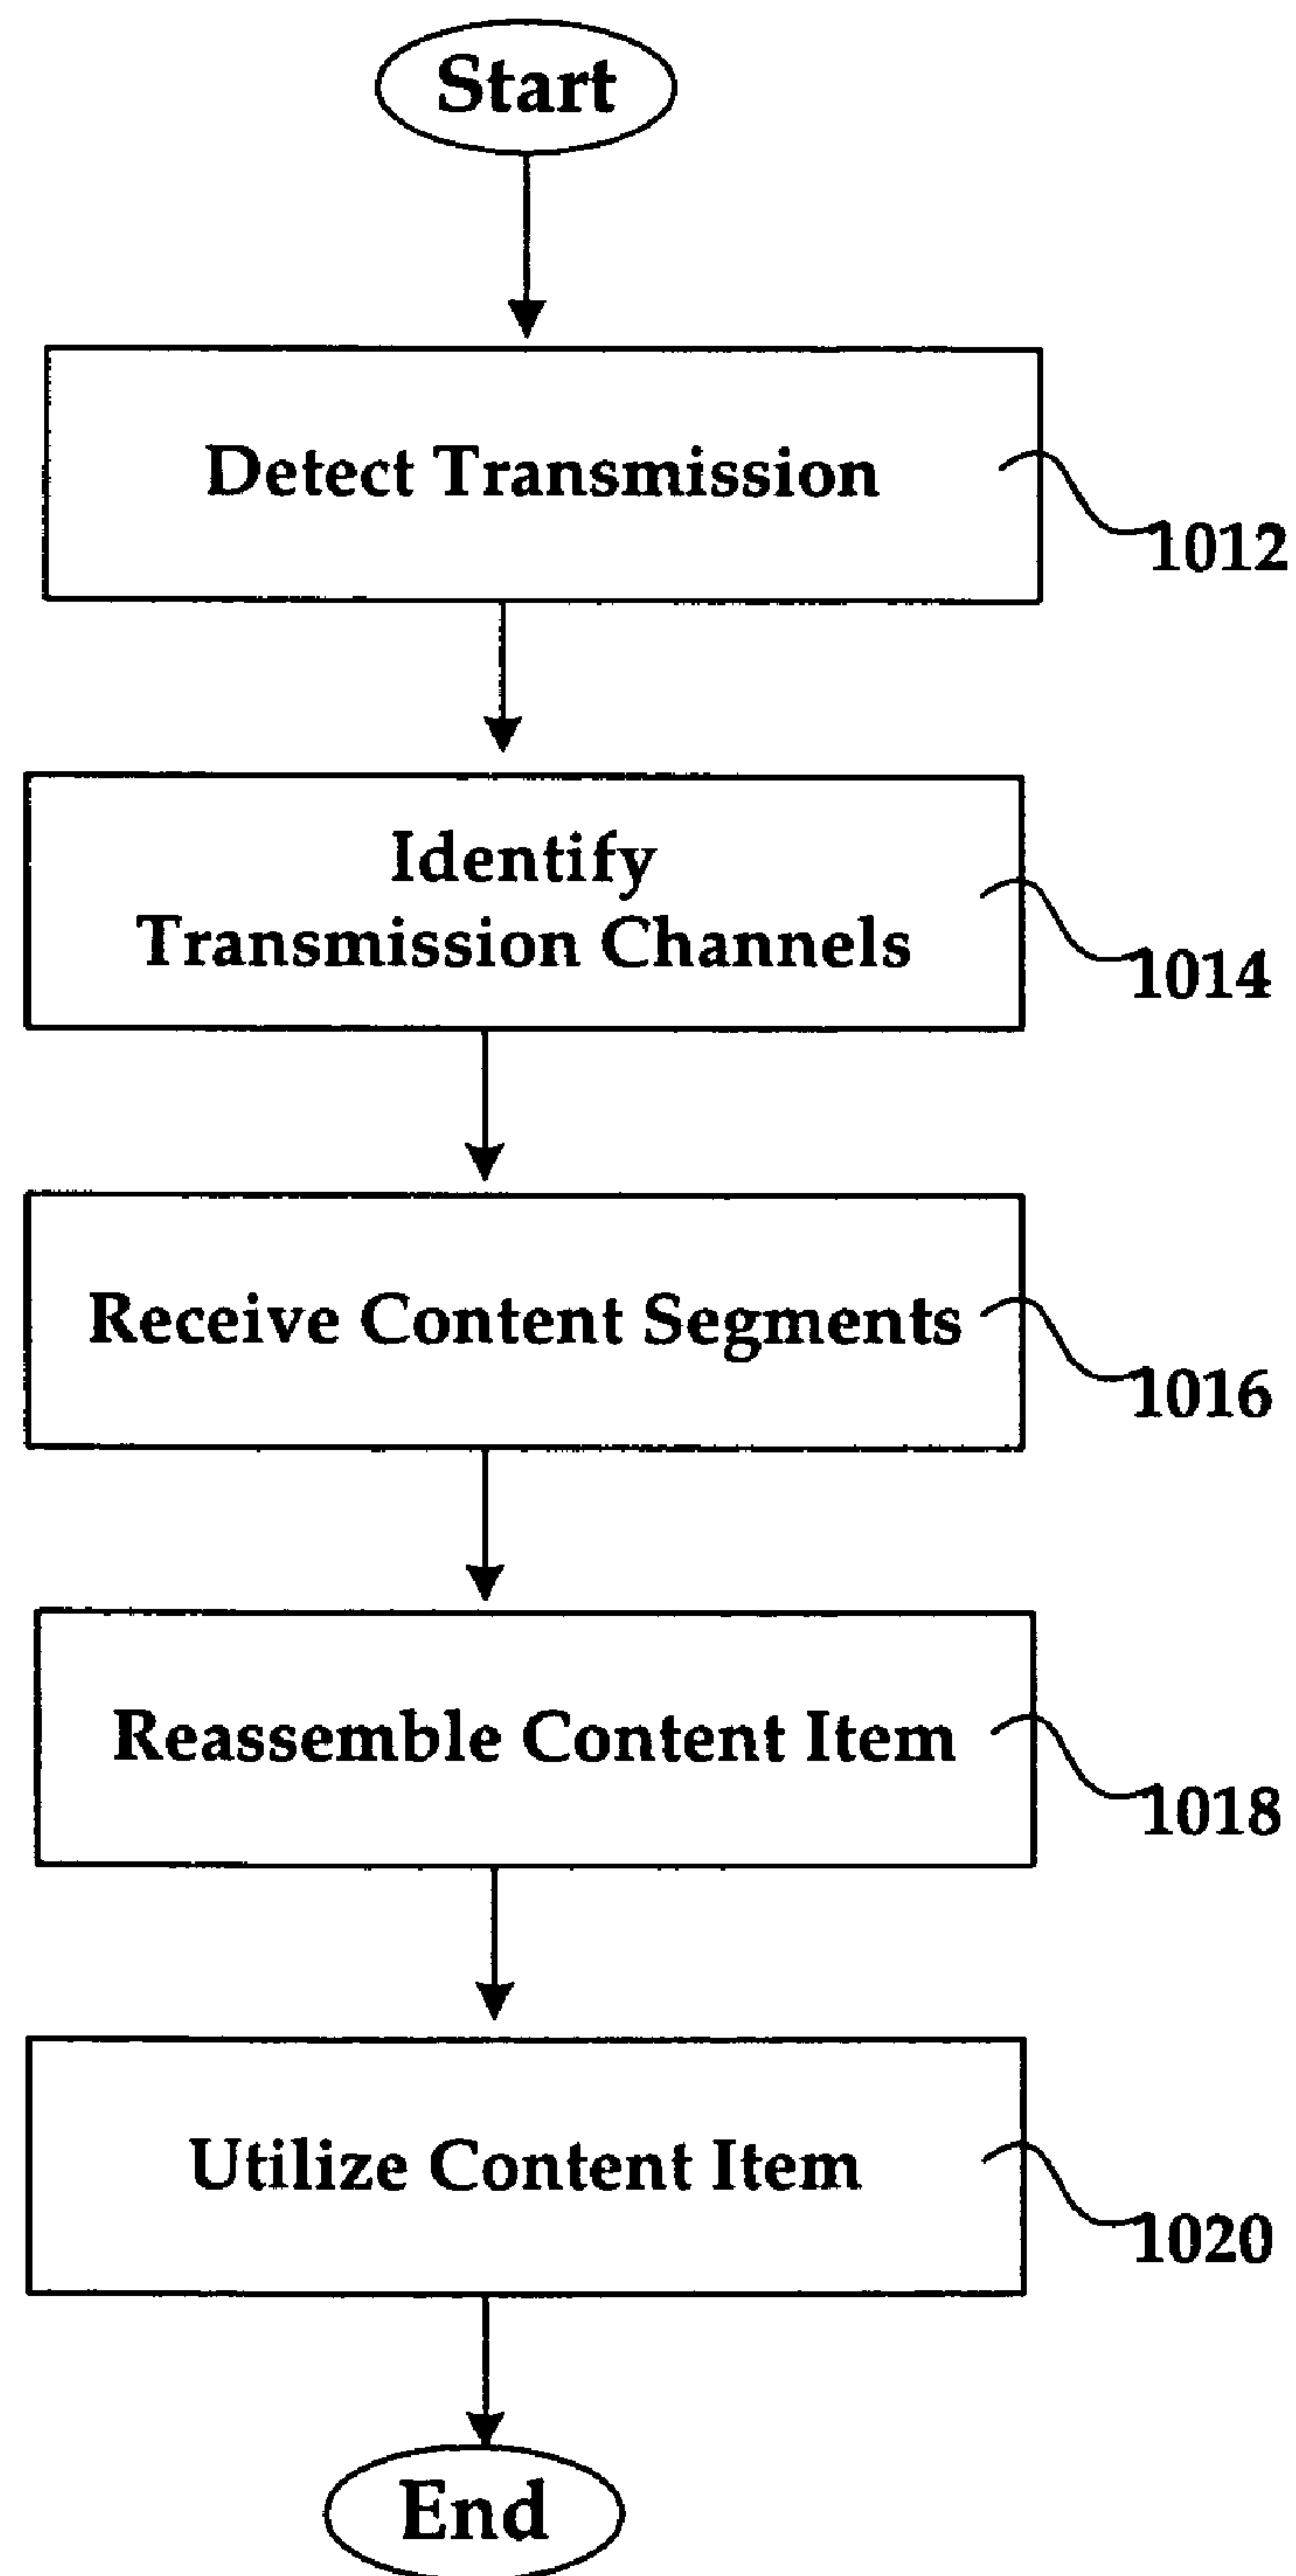 Start
Detect Transmission
1012
Identify
Transmission Channels
1014
Receive Content Segments
1016
Reassemble Content Item
1018
Utilize Content Item
1020
End